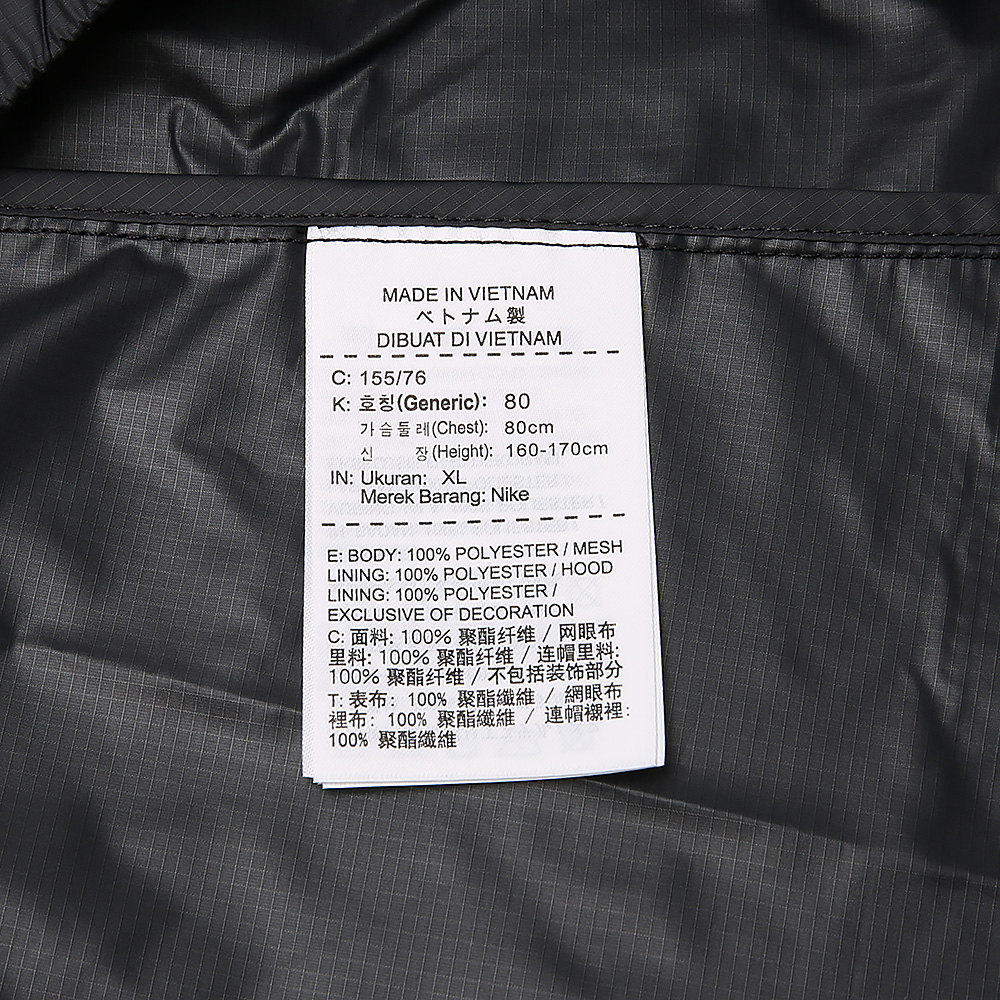 MADE IN VIETNAM
ベトナム製
DIBUAT DI VIETNAM
C: 155/76
K: 호칭(Generic): 80
가슴둘레(Chest): 80cm
신 장(Height): 160-170cm
IN: Ukuran: XL
Merek Barang: Nike
E: BODY: 100% POLYESTER / MESH
LINING: 100% POLYESTER / HOOD
LINING: 100% POLYESTER /
EXCLUSIVE OF DECORATION
C: 面料: 100% 聚酯纤维 / 网眼布
里料: 100% 聚酯纤维 / 连帽里料:
100% 聚酯纤维 / 不包括装饰部分
T: 表布: 100% 聚酯纖維 / 網眼布
裡布: 100% 聚酯纖維 / 連帽襯裡:
100% 聚酯纖維